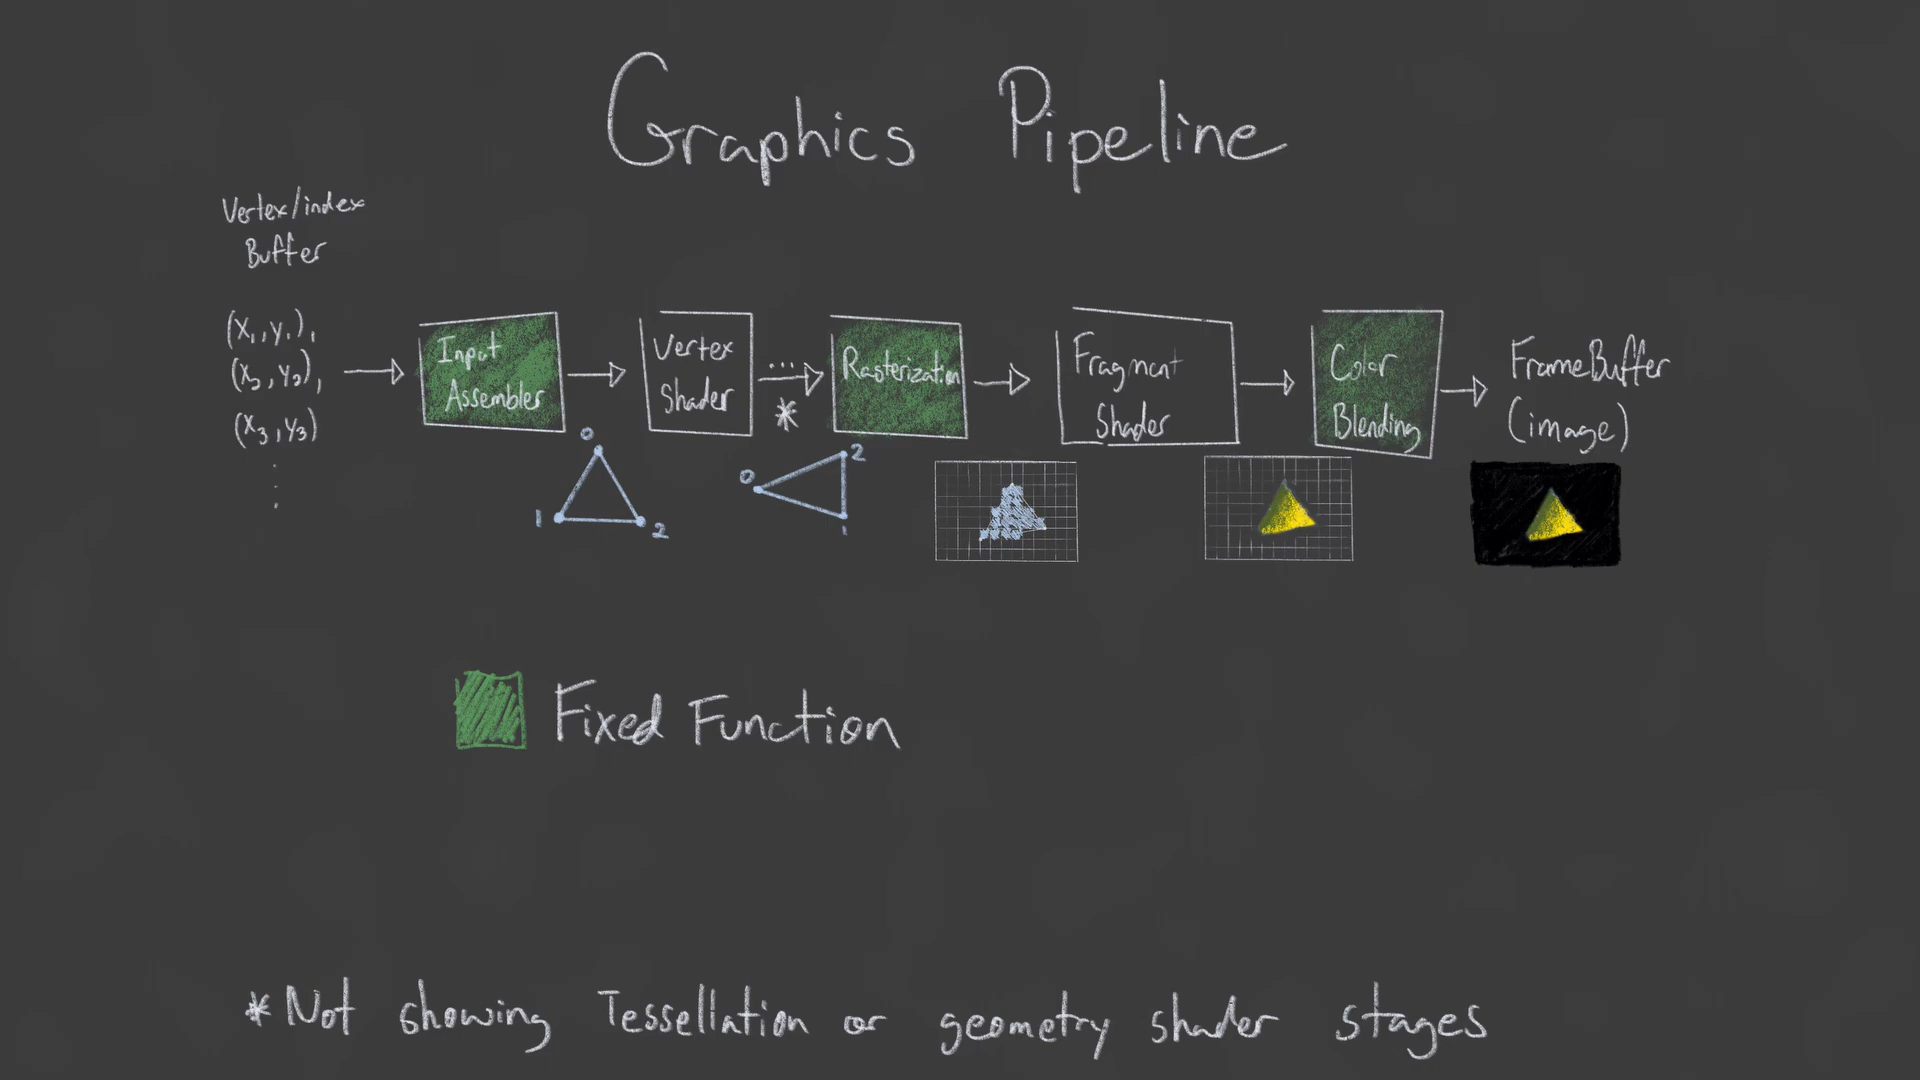 Graphics Pipeline
Vertex/index
Buffer
(x₁,y₁),
(x₂,y₂),
(x₃,y₃)
⋮
Input
Assembler
Vertex
Shader
...
*
Rasterization
Fragment
Shader
Color
Blending
FrameBuffer
(image)
0
1
2
0
2
1
Fixed Function
*Not showing Tessellation or geometry shader stages